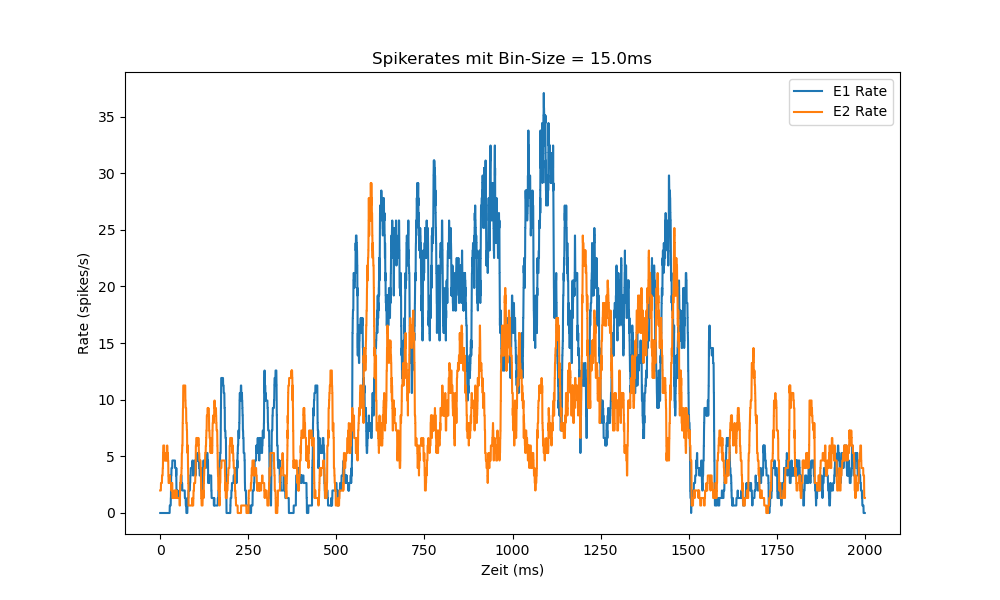 Spikerates mit Bin-Size = 15.0ms
E1 Rate
E2 Rate
35
30
25
20
15
10
5
0
Rate (spikes/s)
0 250 500 750 1000 1250 1500 1750 2000
Zeit (ms)